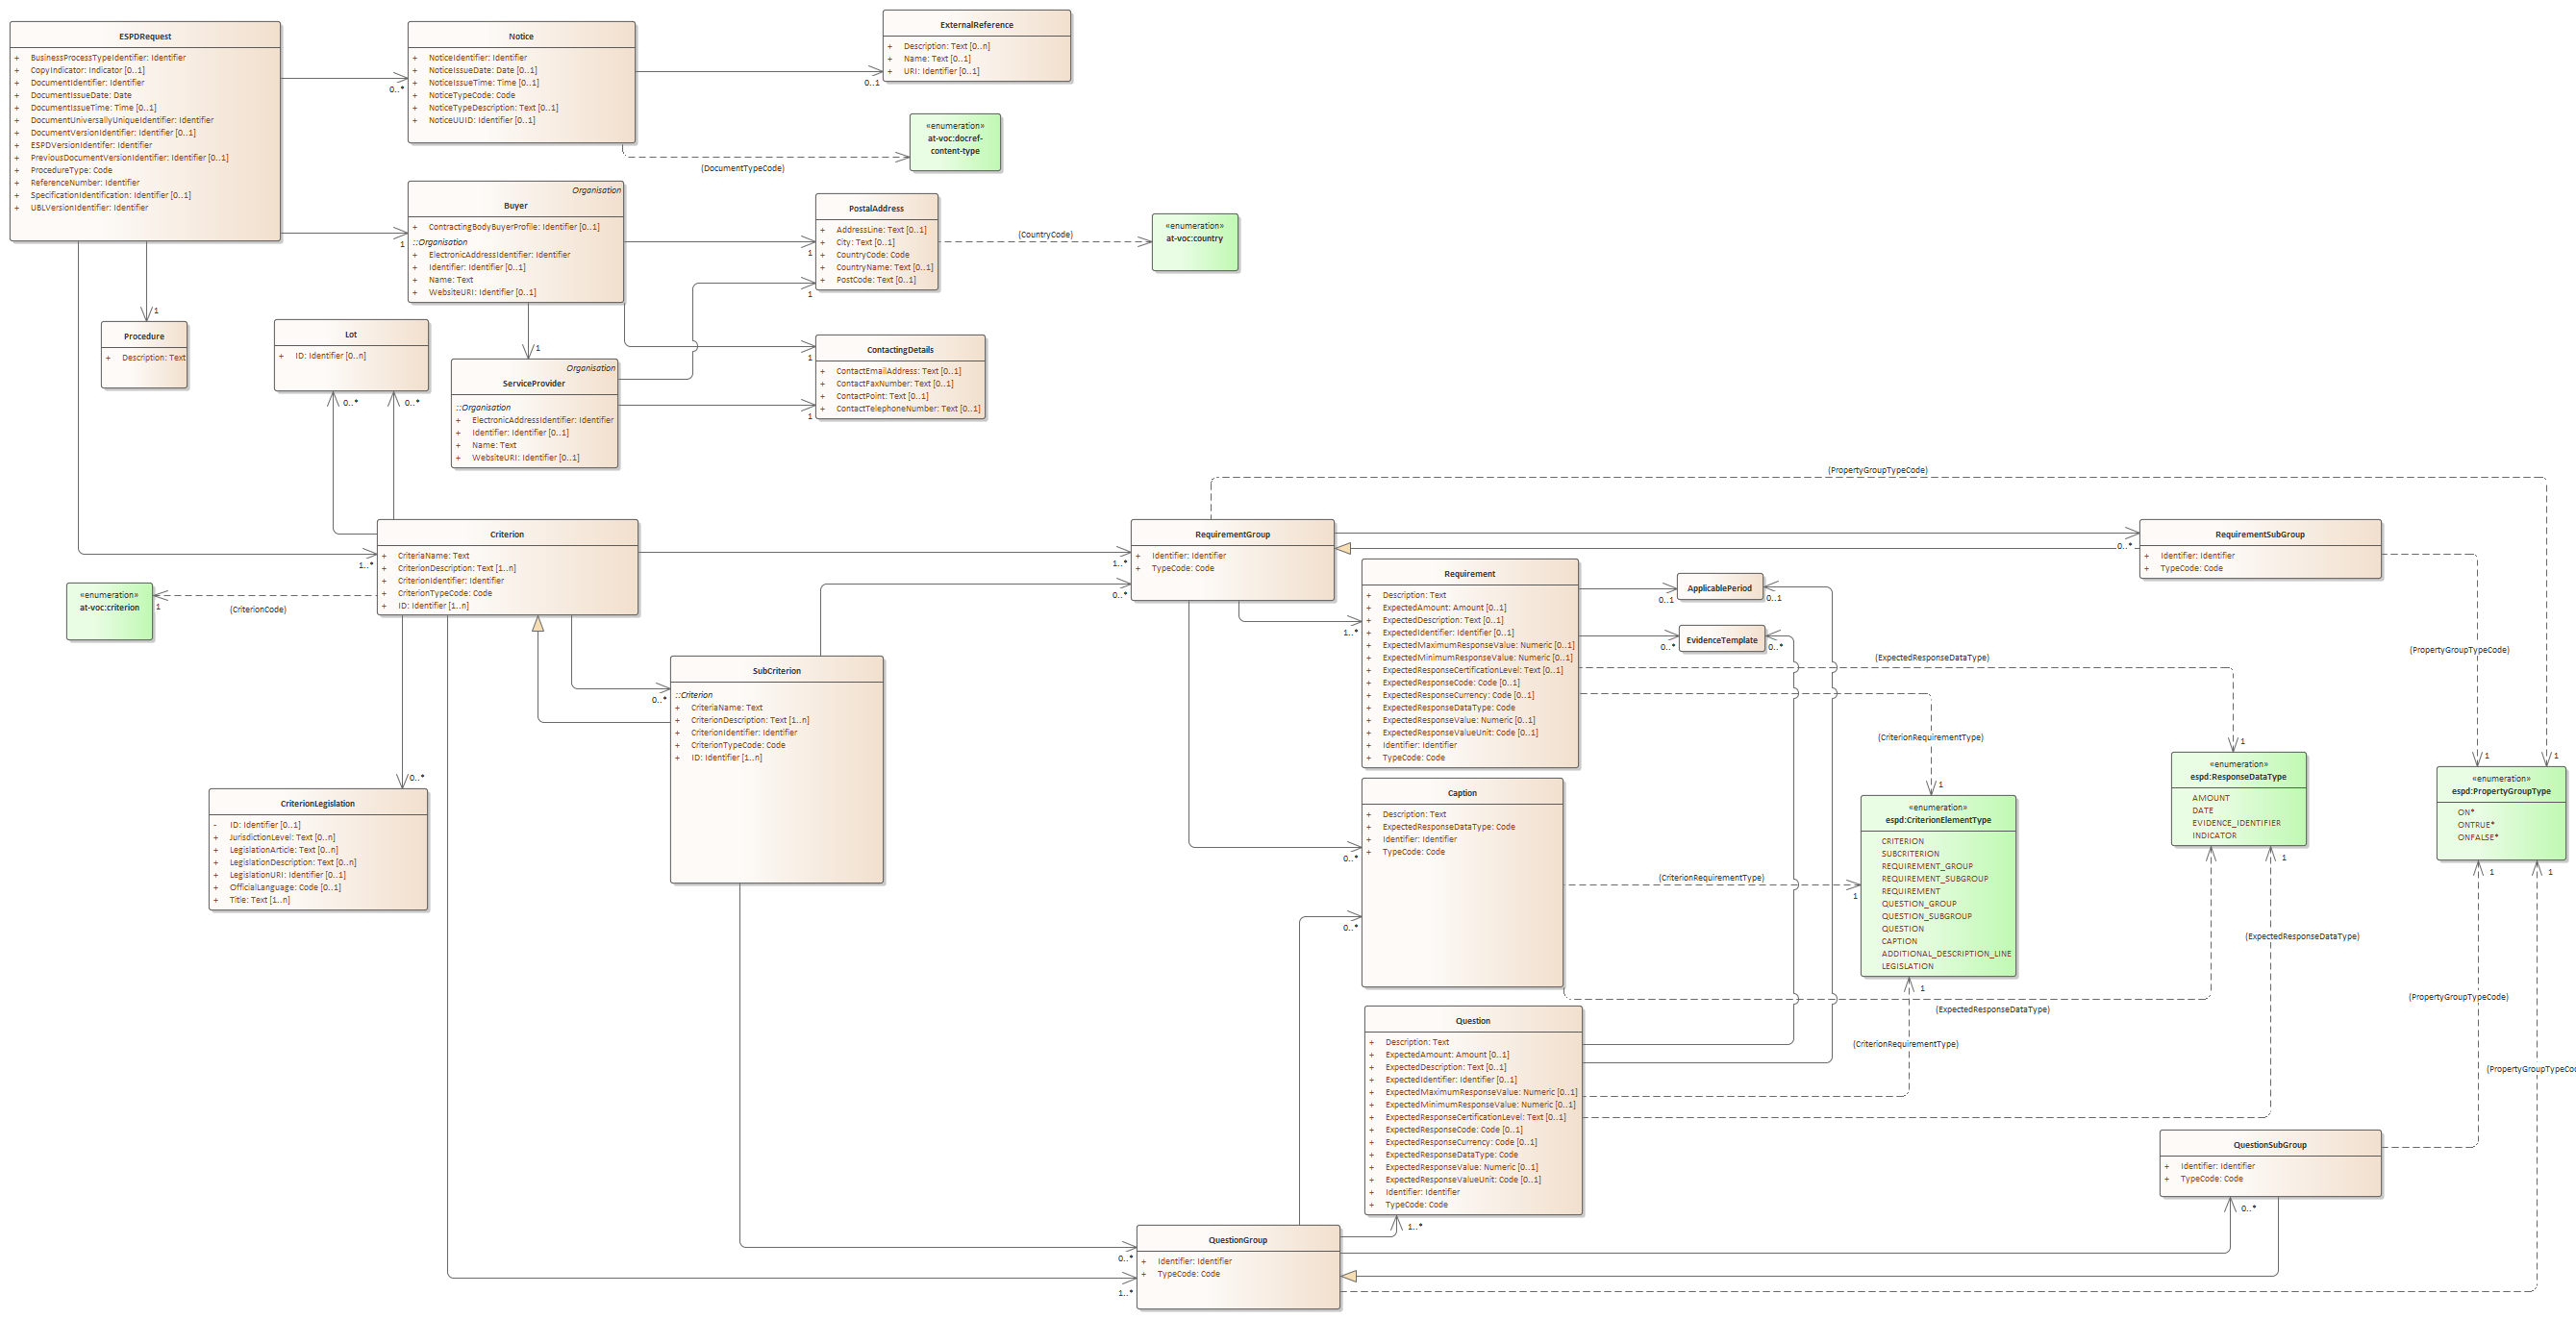 ESPDRequest
+ BusinessProcessTypeIdentifier: Identifier
+ CopyIndicator: Indicator [0..1]
+ DocumentIdentifier: Identifier
+ DocumentIssueDate: Date
+ DocumentIssueTime: Time [0..1]
+ DocumentUniversallyUniqueIdentifier: Identifier
+ DocumentVersionIdentifier: Identifier [0..1]
+ ESPDVersionIdentifer: Identifier
+ PreviousDocumentVersionIdentifier: Identifier [0..1]
+ ProcedureType: Code
+ ReferenceNumber: Identifier
+ SpecificationIdentification: Identifier [0..1]
+ UBLVersionIdentifier: Identifier
Notice
+ NoticeIdentifier: Identifier
+ NoticeIssueDate: Date [0..1]
+ NoticeIssueTime: Time [0..1]
+ NoticeTypeCode: Code
+ NoticeTypeDescription: Text [0..1]
+ NoticeUUID: Identifier [0..1]
0..*
ExternalReference
+ Description: Text [0..n]
+ Name: Text [0..1]
+ URI: Identifier [0..1]
0..1
«enumeration»
at-voc:docref-
content-type
(DocumentTypeCode)
Organisation
Buyer
+ ContractingBodyBuyerProfile: Identifier [0..1]
::Organisation
+ ElectronicAddressIdentifier: Identifier
+ Identifier: Identifier [0..1]
+ Name: Text
+ WebsiteURI: Identifier [0..1]
1
PostalAddress
+ AddressLine: Text [0..1]
+ City: Text [0..1]
+ CountryCode: Code
+ CountryName: Text [0..1]
+ PostCode: Text [0..1]
1
1
(CountryCode)
«enumeration»
at-voc:country
1
Procedure
+ Description: Text
Lot
+ ID: Identifier [0..n]
0..*
0..*
1
Organisation
ServiceProvider
::Organisation
+ ElectronicAddressIdentifier: Identifier
+ Identifier: Identifier [0..1]
+ Name: Text
+ WebsiteURI: Identifier [0..1]
ContactingDetails
+ ContactEmailAddress: Text [0..1]
+ ContactFaxNumber: Text [0..1]
+ ContactPoint: Text [0..1]
+ ContactTelephoneNumber: Text [0..1]
1
1
(PropertyGroupTypeCode)
Criterion
+ CriteriaName: Text
+ CriterionDescription: Text [1..n]
+ CriterionIdentifier: Identifier
+ CriterionTypeCode: Code
+ ID: Identifier [1..n]
1..*
«enumeration»
at-voc:criterion
1
(CriterionCode)
RequirementGroup
+ Identifier: Identifier
+ TypeCode: Code
1..*
0..*
RequirementSubGroup
+ Identifier: Identifier
+ TypeCode: Code
0..*
Requirement
+ Description: Text
+ ExpectedAmount: Amount [0..1]
+ ExpectedDescription: Text [0..1]
+ ExpectedIdentifier: Identifier [0..1]
+ ExpectedMaximumResponseValue: Numeric [0..1]
+ ExpectedMinimumResponseValue: Numeric [0..1]
+ ExpectedResponseCertificationLevel: Text [0..1]
+ ExpectedResponseCode: Code [0..1]
+ ExpectedResponseCurrency: Code [0..1]
+ ExpectedResponseDataType: Code
+ ExpectedResponseValue: Numeric [0..1]
+ ExpectedResponseValueUnit: Code [0..1]
+ Identifier: Identifier
+ TypeCode: Code
1..*
ApplicablePeriod
0..1
0..1
EvidenceTemplate
0..*
0..*
(ExpectedResponseDataType)
(PropertyGroupTypeCode)
(CriterionRequirementType)
SubCriterion
::Criterion
+ CriteriaName: Text
+ CriterionDescription: Text [1..n]
+ CriterionIdentifier: Identifier
+ CriterionTypeCode: Code
+ ID: Identifier [1..n]
0..*
0..*
CriterionLegislation
- ID: Identifier [0..1]
+ JurisdictionLevel: Text [0..n]
+ LegislationArticle: Text [0..n]
+ LegislationDescription: Text [0..n]
+ LegislationURI: Identifier [0..1]
+ OfficialLanguage: Code [0..1]
+ Title: Text [1..n]
Caption
+ Description: Text
+ ExpectedResponseDataType: Code
+ Identifier: Identifier
+ TypeCode: Code
0..*
0..*
(CriterionRequirementType)
1
1
«enumeration»
espd:CriterionElementType
CRITERION
SUBCRITERION
REQUIREMENT_GROUP
REQUIREMENT_SUBGROUP
REQUIREMENT
QUESTION_GROUP
QUESTION_SUBGROUP
QUESTION
CAPTION
ADDITIONAL_DESCRIPTION_LINE
LEGISLATION
1
1
«enumeration»
espd:ResponseDataType
AMOUNT
DATE
EVIDENCE_IDENTIFIER
INDICATOR
1
1
1
«enumeration»
espd:PropertyGroupType
ON*
ONTRUE*
ONFALSE*
1
1
(ExpectedResponseDataType)
(PropertyGroupTypeCode)
(ExpectedResponseDataType)
(CriterionRequirementType)
(PropertyGroupTypeCod
Question
+ Description: Text
+ ExpectedAmount: Amount [0..1]
+ ExpectedDescription: Text [0..1]
+ ExpectedIdentifier: Identifier [0..1]
+ ExpectedMaximumResponseValue: Numeric [0..1]
+ ExpectedMinimumResponseValue: Numeric [0..1]
+ ExpectedResponseCertificationLevel: Text [0..1]
+ ExpectedResponseCode: Code [0..1]
+ ExpectedResponseCurrency: Code [0..1]
+ ExpectedResponseDataType: Code
+ ExpectedResponseValue: Numeric [0..1]
+ ExpectedResponseValueUnit: Code [0..1]
+ Identifier: Identifier
+ TypeCode: Code
1..*
QuestionSubGroup
+ Identifier: Identifier
+ TypeCode: Code
0..*
QuestionGroup
+ Identifier: Identifier
+ TypeCode: Code
0..*
1..*